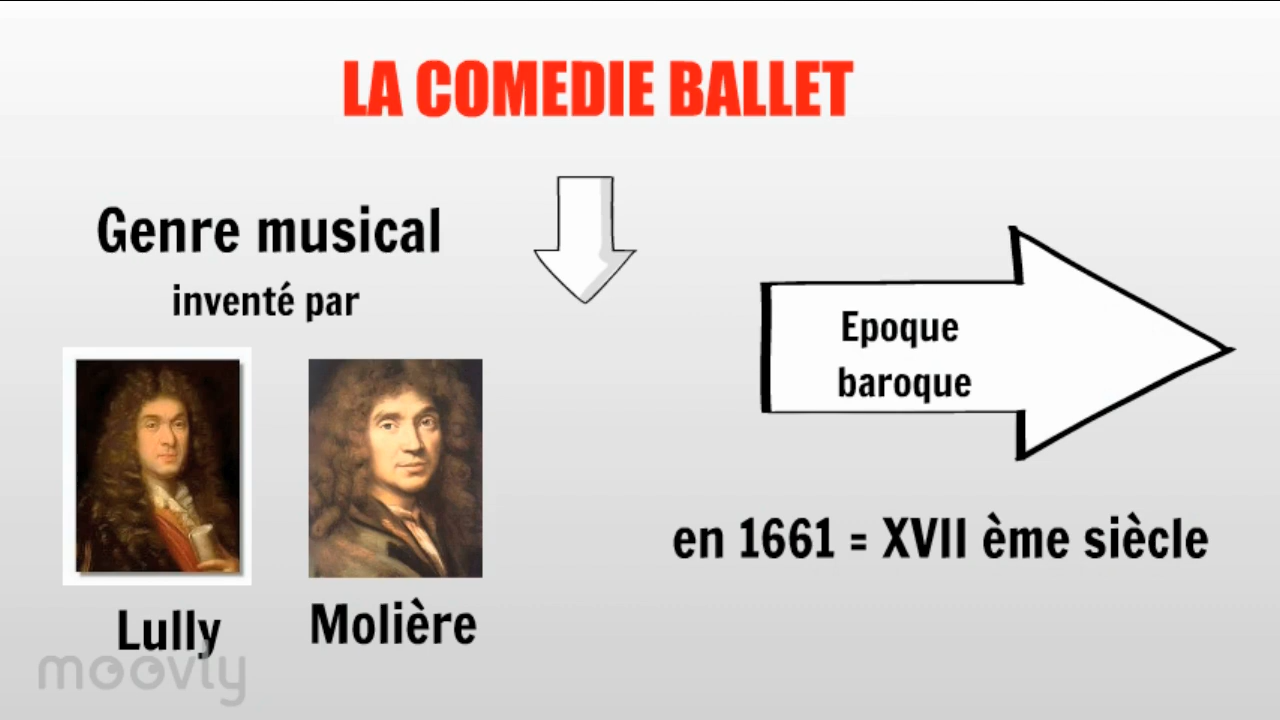 LA COMEDIE BALLET
Genre musical
inventé par
Lully
Molière
Epoque
baroque
en 1661 = XVII ème siècle
moovly